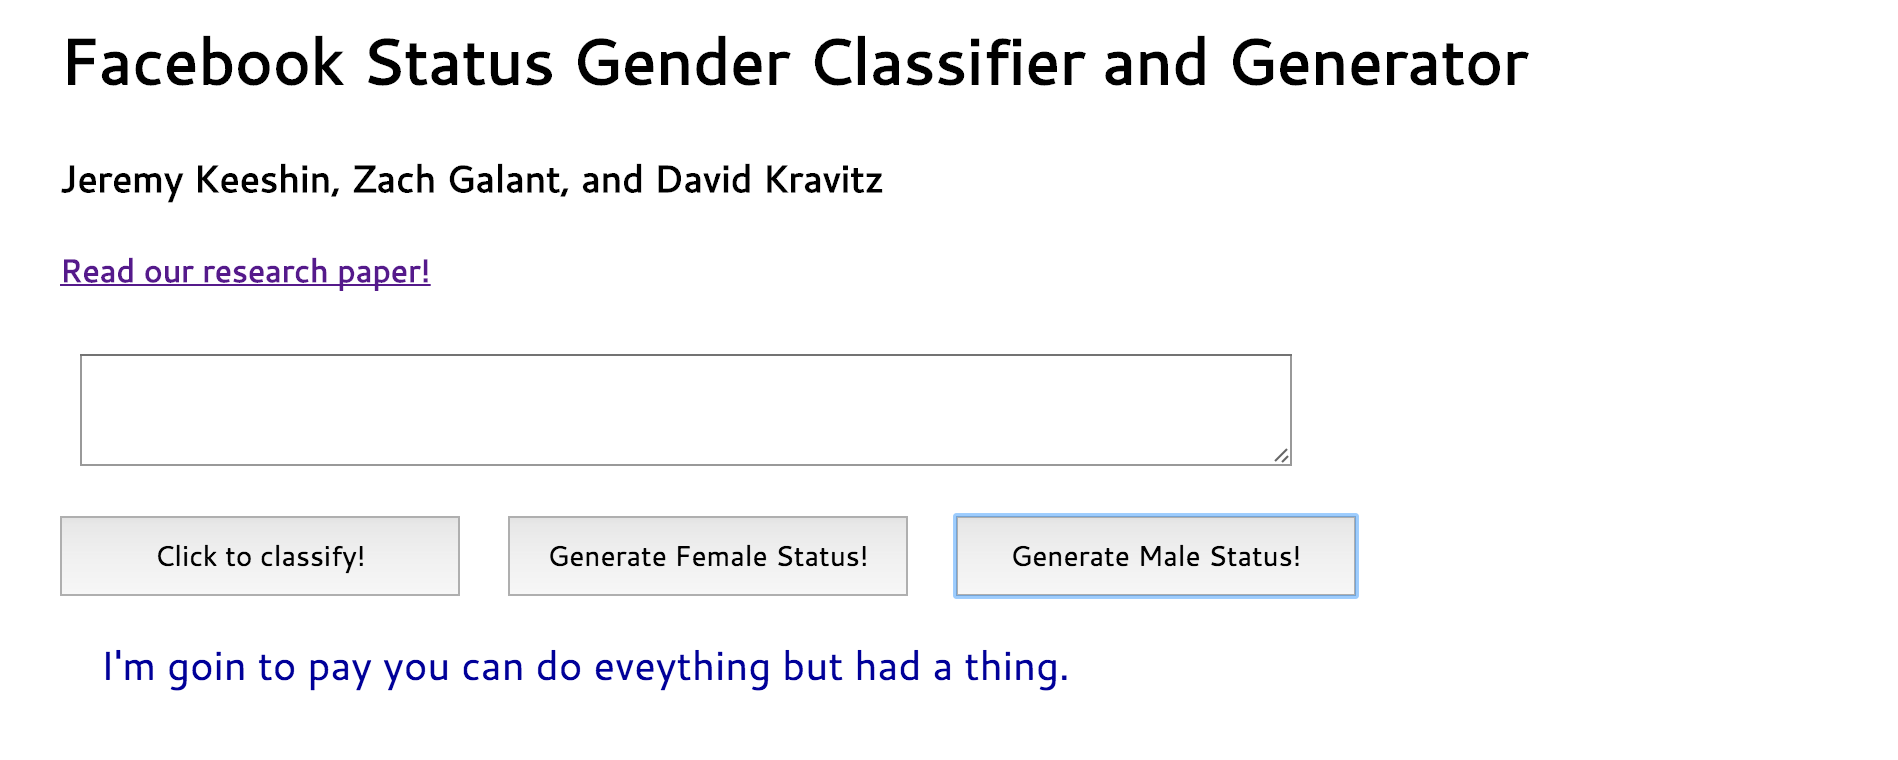 Facebook Status Gender Classifier and Generator
Jeremy Keeshin, Zach Galant, and David Kravitz
Read our research paper!
Click to classify!
Generate Female Status!
Generate Male Status!
I'm goin to pay you can do eveything but had a thing.